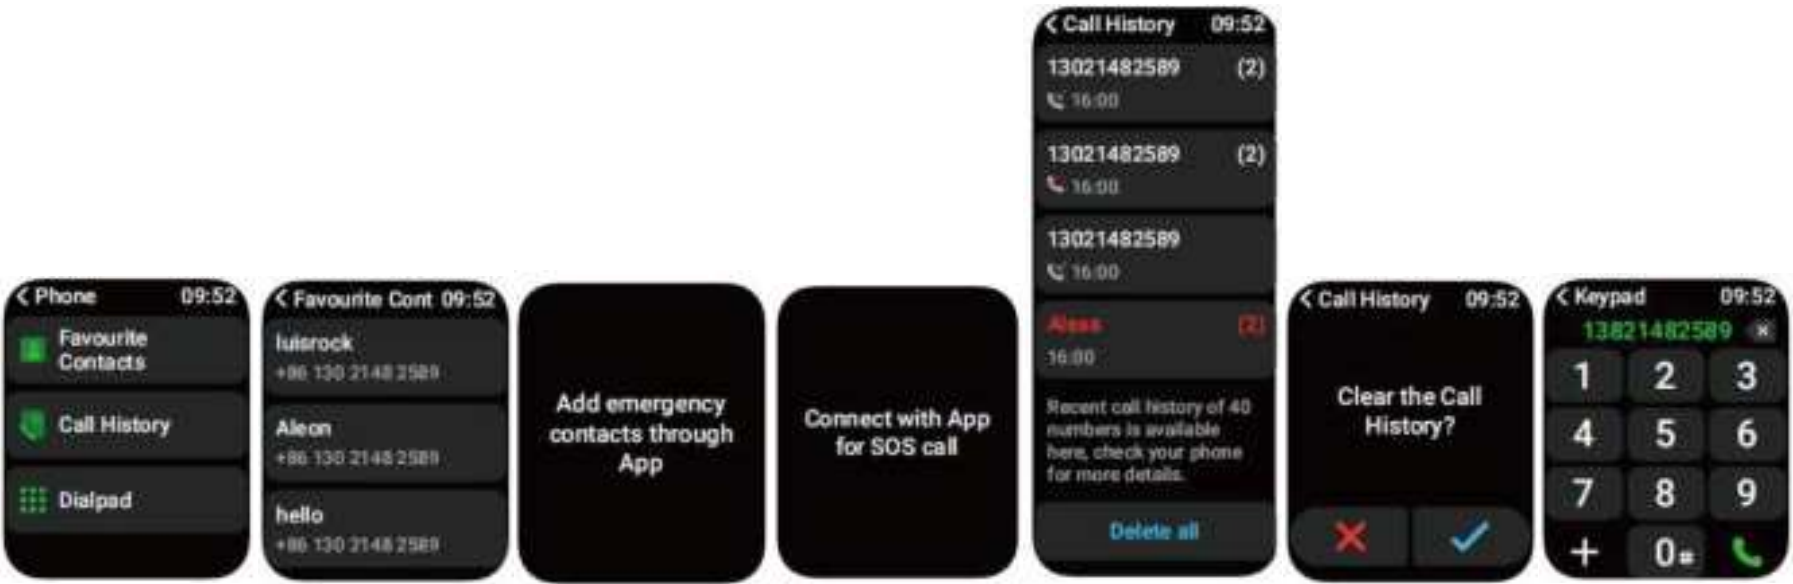 < Phone 09:52
Favourite
Contacts
Call History
Dialpad
< Favourite Cont 09:52
luisrock
+86 130 2148 2589
Aleon
+86 130 2148 2589
hello
+86 130 2148 2589
Add emergency
contacts through
App
Connect with App
for SOS call
< Call History 09:52
13021482589 (2)
16:00
13021482589 (2)
16:00
13021482589
16:00
(2)
16:00
Recent call history of 40
numbers is available
here, check your phone
for more details.
Delete all
< Call History 09:52
Clear the Call
History?
< Keypad 09:52
13821482589
1 2 3
4 5 6
7 8 9
+ 0 #